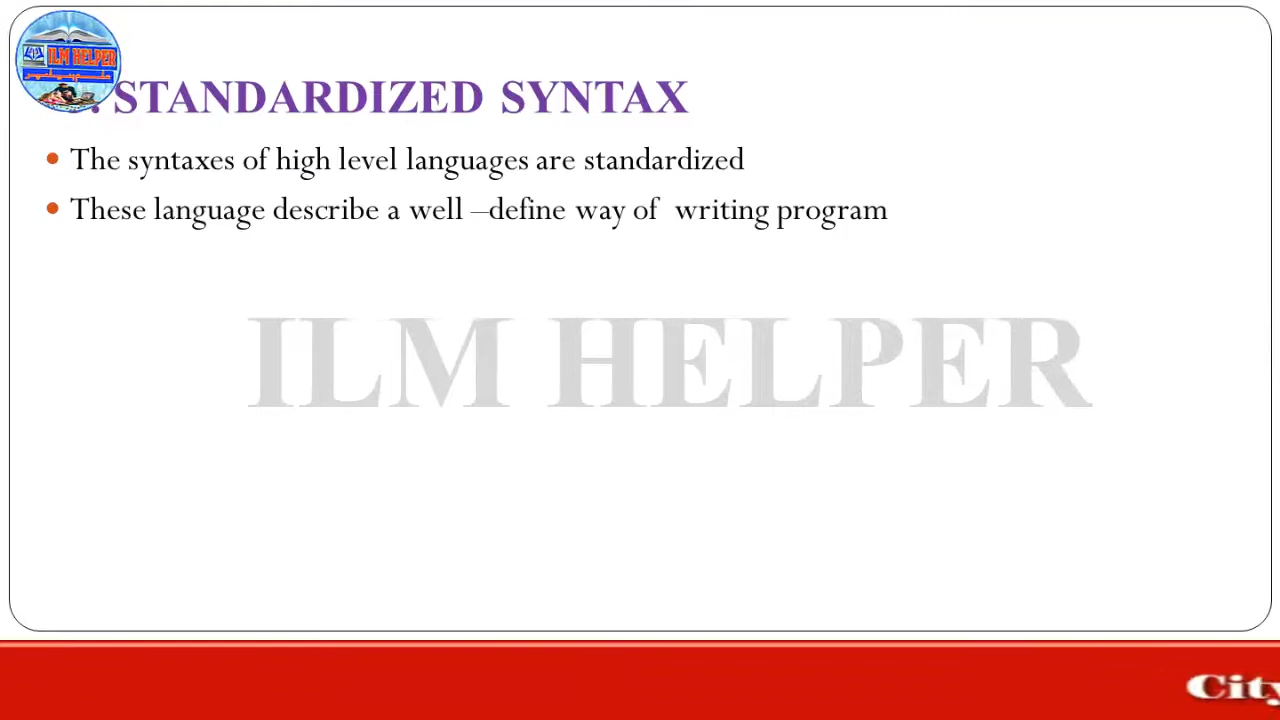 ILM HELPER
. STANDARDIZED SYNTAX
The syntaxes of high level languages are standardized
These language describe a well –define way of writing program
ILM HELPER
City